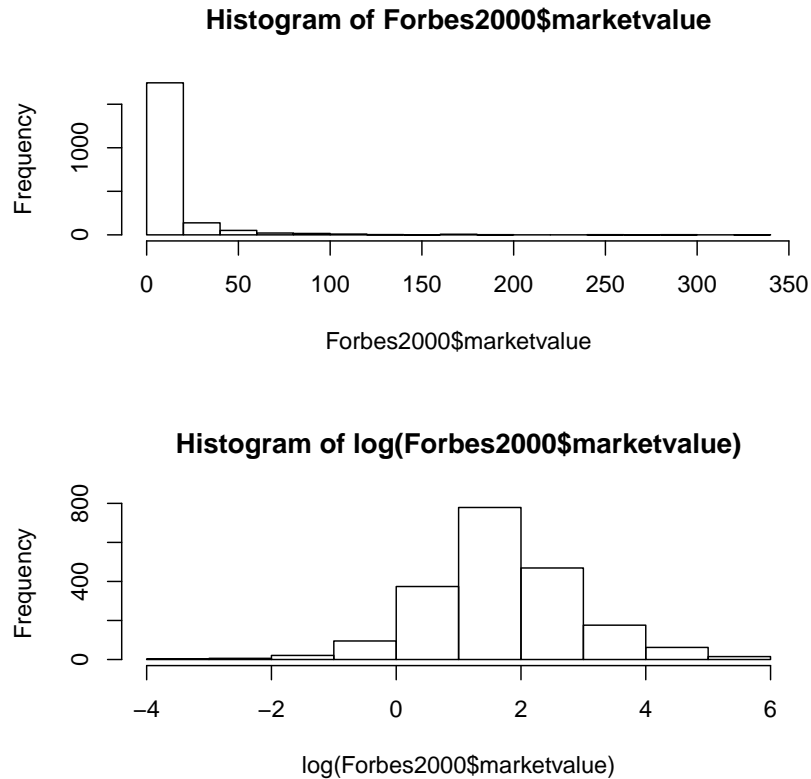 Histogram of Forbes2000$marketvalue
Frequency
1000
0
0 50 100 150 200 250 300 350
Forbes2000$marketvalue
Histogram of log(Forbes2000$marketvalue)
Frequency
800
400
0
−4 −2 0 2 4 6
log(Forbes2000$marketvalue)